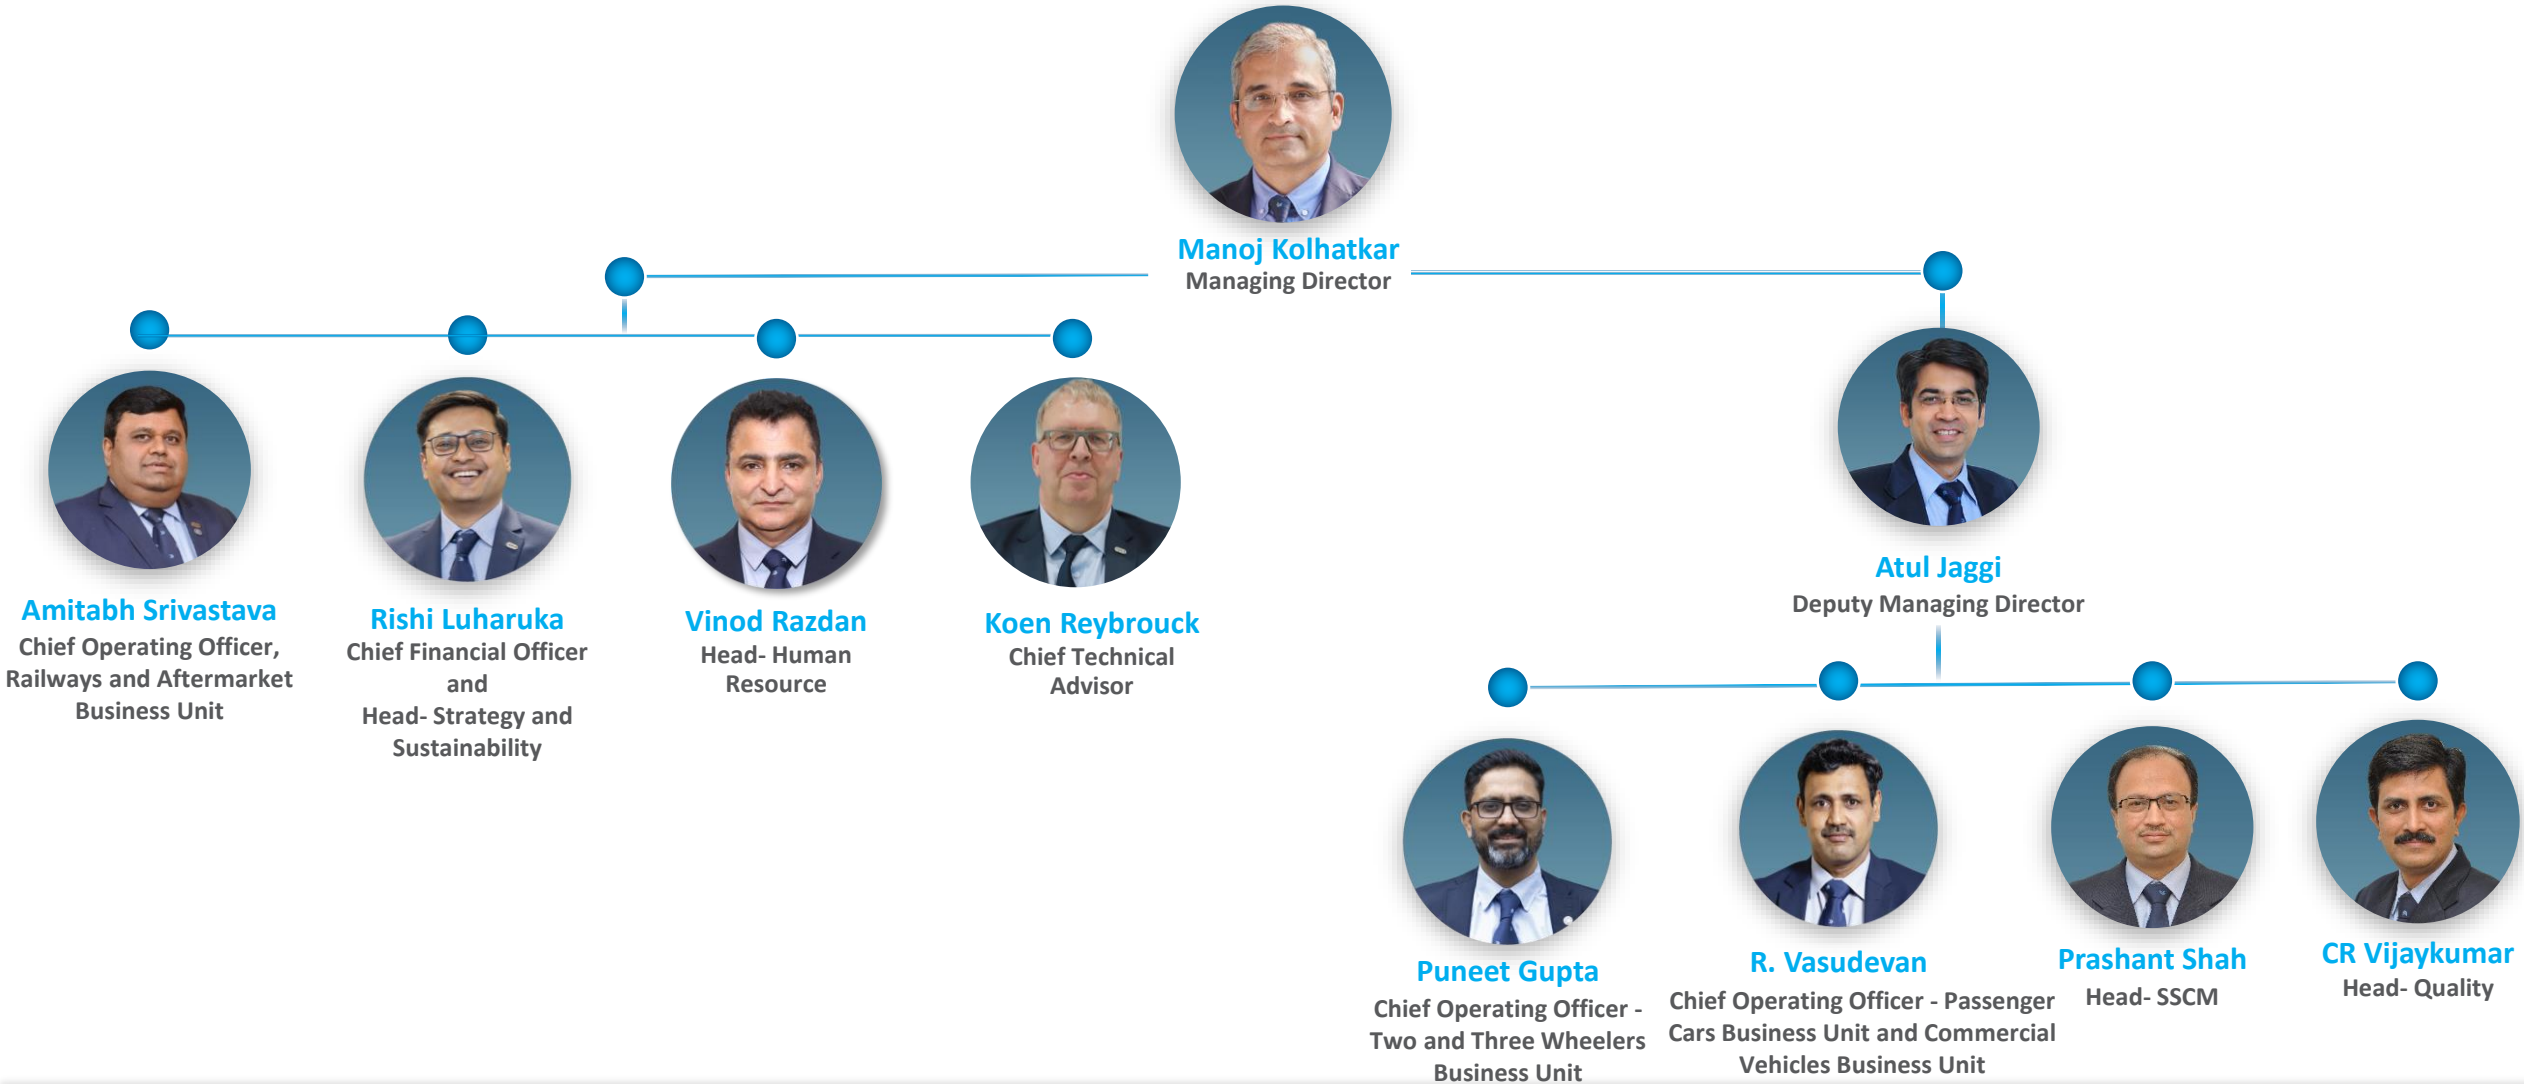 Manoj Kolhatkar
Managing Director
Amitabh Srivastava
Chief Operating Officer,
Railways and Aftermarket
Business Unit
Rishi Luharuka
Chief Financial Officer
and
Head- Strategy and
Sustainability
Vinod Razdan
Head- Human
Resource
Koen Reybrouck
Chief Technical
Advisor
Atul Jaggi
Deputy Managing Director
Puneet Gupta
Chief Operating Officer -
Two and Three Wheelers
Business Unit
R. Vasudevan
Chief Operating Officer - Passenger
Cars Business Unit and Commercial
Vehicles Business Unit
Prashant Shah
Head- SSCM
CR Vijaykumar
Head- Quality